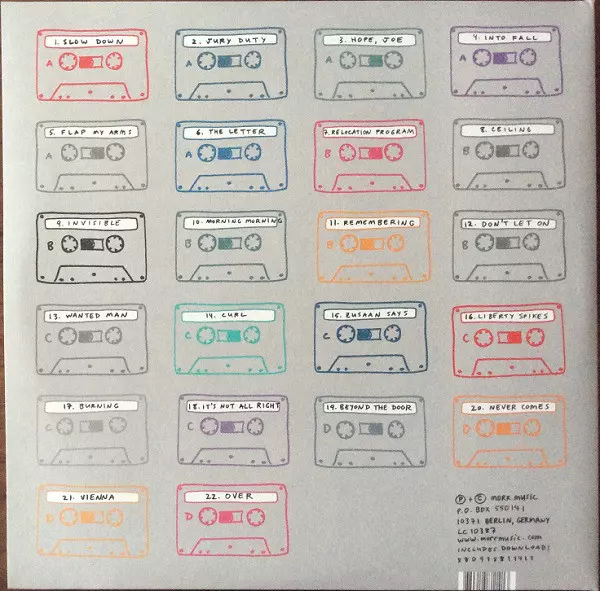 1. SLOW DOWN
A
2. JURY DUTY
A
3. HOPE, JOE
A
4. INTO FALL
A
5. FLAP MY ARMS
A
6. THE LETTER
A
7. RELOCATION PROGRAM
B
8. CEILING
B
9. INVISIBLE
B
10. MORNING MORNING
B
11. REMEMBERING
B
12. DON'T LET ON
B
13. WANTED MAN
C
14. CURL
C
15. ZUSAAN SAYS
C
16. LIBERTY SPIKES
C
17. BURNING
C
18. IT'S NOT ALL RIGHT
C
19. BEYOND THE DOOR
D
20. NEVER COMES
D
21. VIENNA
D
22. OVER
D
P + C MORR MUSIC
P.O. BOX 550141
10371 BERLIN, GERMANY
LC 10387
WWW.MORRMUSIC.COM
INCLUDES DOWNLOAD!